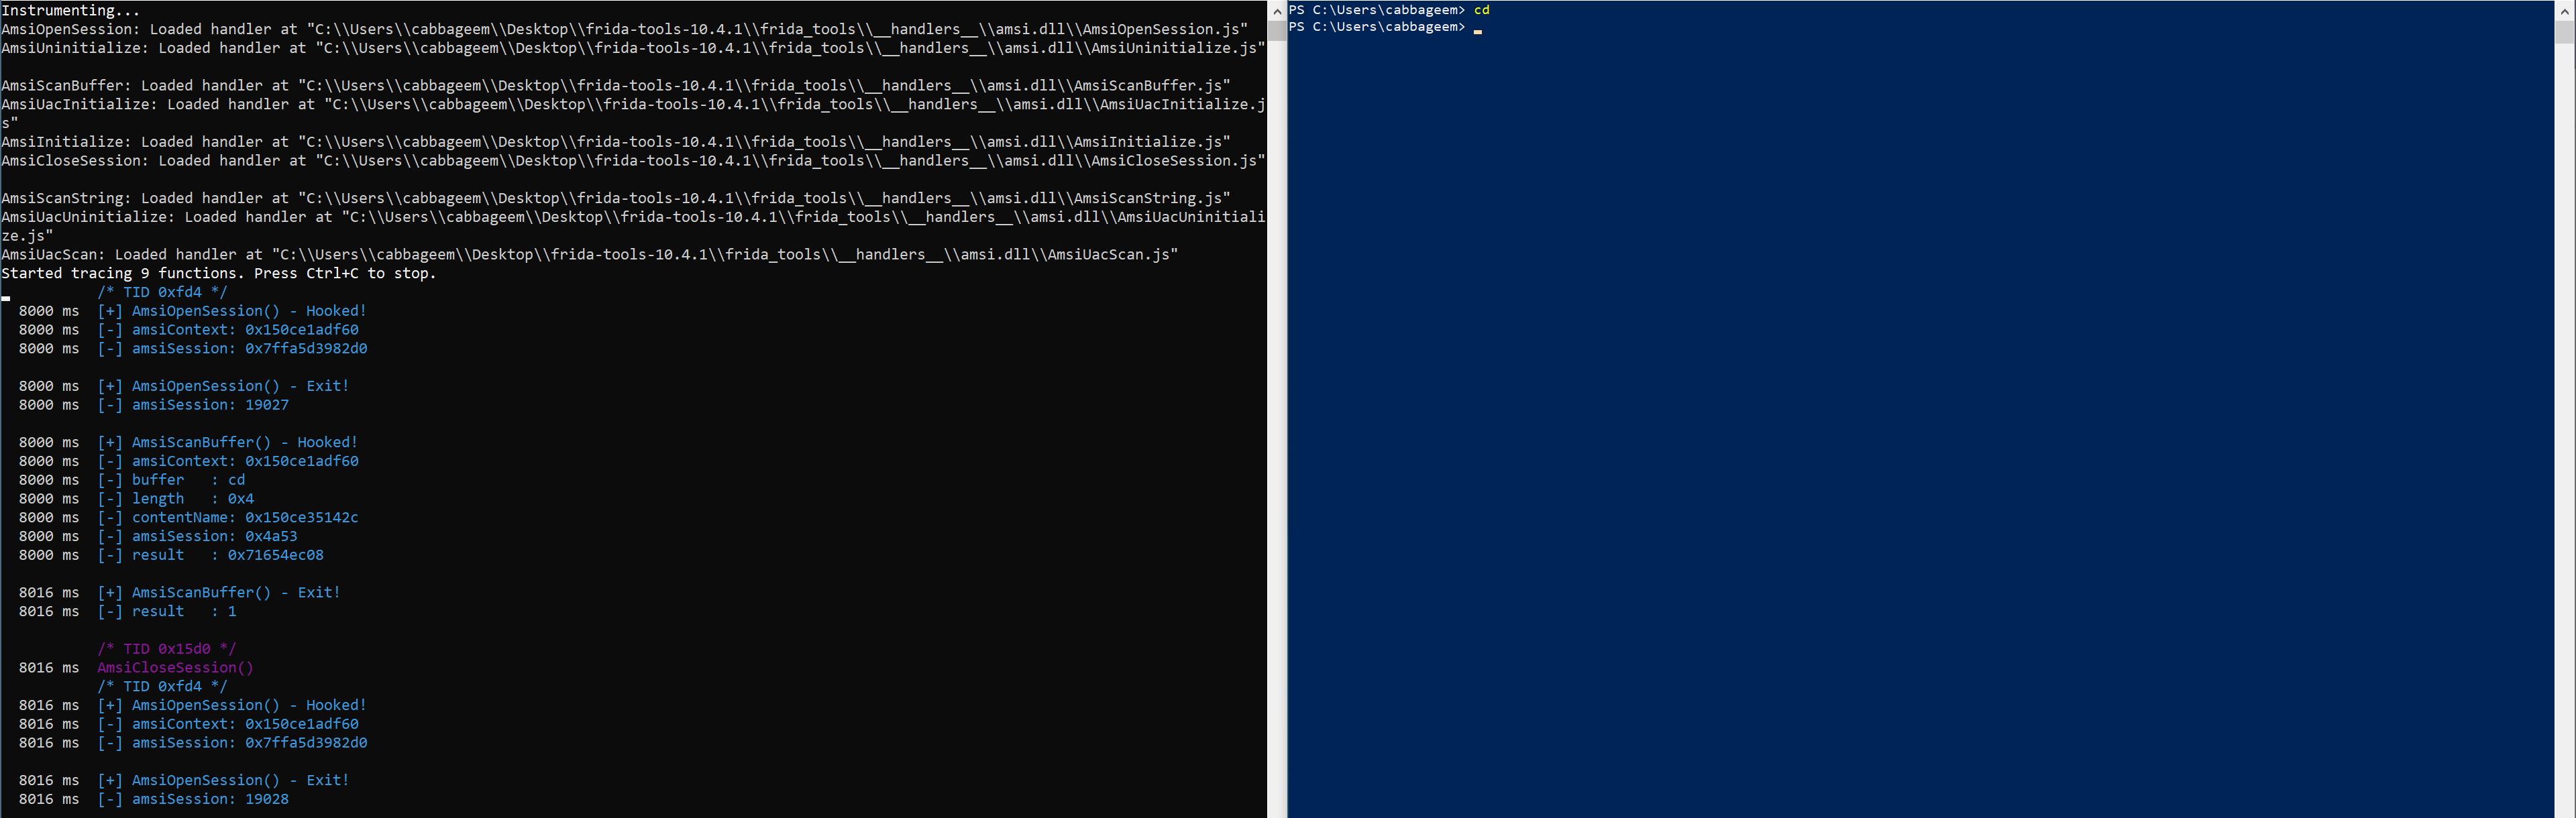 Instrumenting...
AmsiOpenSession: Loaded handler at "C:\\Users\\cabbageem\\Desktop\\frida-tools-10.4.1\\frida_tools\\__handlers__\\amsi.dll\\AmsiOpenSession.js"
AmsiUninitialize: Loaded handler at "C:\\Users\\cabbageem\\Desktop\\frida-tools-10.4.1\\frida_tools\\__handlers__\\amsi.dll\\AmsiUninitialize.js"
AmsiScanBuffer: Loaded handler at "C:\\Users\\cabbageem\\Desktop\\frida-tools-10.4.1\\frida_tools\\__handlers__\\amsi.dll\\AmsiScanBuffer.js"
AmsiUacInitialize: Loaded handler at "C:\\Users\\cabbageem\\Desktop\\frida-tools-10.4.1\\frida_tools\\__handlers__\\amsi.dll\\AmsiUacInitialize.j
s"
AmsiInitialize: Loaded handler at "C:\\Users\\cabbageem\\Desktop\\frida-tools-10.4.1\\frida_tools\\__handlers__\\amsi.dll\\AmsiInitialize.js"
AmsiCloseSession: Loaded handler at "C:\\Users\\cabbageem\\Desktop\\frida-tools-10.4.1\\frida_tools\\__handlers__\\amsi.dll\\AmsiCloseSession.js"
AmsiScanString: Loaded handler at "C:\\Users\\cabbageem\\Desktop\\frida-tools-10.4.1\\frida_tools\\__handlers__\\amsi.dll\\AmsiScanString.js"
AmsiUacUninitialize: Loaded handler at "C:\\Users\\cabbageem\\Desktop\\frida-tools-10.4.1\\frida_tools\\__handlers__\\amsi.dll\\AmsiUacUninitiali
ze.js"
AmsiUacScan: Loaded handler at "C:\\Users\\cabbageem\\Desktop\\frida-tools-10.4.1\\frida_tools\\__handlers__\\amsi.dll\\AmsiUacScan.js"
Started tracing 9 functions. Press Ctrl+C to stop.
/* TID 0xfd4 */
8000 ms [+] AmsiOpenSession() - Hooked!
8000 ms [-] amsiContext: 0x150ce1adf60
8000 ms [-] amsiSession: 0x7ffa5d3982d0
8000 ms [+] AmsiOpenSession() - Exit!
8000 ms [-] amsiSession: 19027
8000 ms [+] AmsiScanBuffer() - Hooked!
8000 ms [-] amsiContext: 0x150ce1adf60
8000 ms [-] buffer : cd
8000 ms [-] length : 0x4
8000 ms [-] contentName: 0x150ce35142c
8000 ms [-] amsiSession: 0x4a53
8000 ms [-] result : 0x71654ec08
8016 ms [+] AmsiScanBuffer() - Exit!
8016 ms [-] result : 1
/* TID 0x15d0 */
8016 ms AmsiCloseSession()
/* TID 0xfd4 */
8016 ms [+] AmsiOpenSession() - Hooked!
8016 ms [-] amsiContext: 0x150ce1adf60
8016 ms [-] amsiSession: 0x7ffa5d3982d0
8016 ms [+] AmsiOpenSession() - Exit!
8016 ms [-] amsiSession: 19028
PS C:\Users\cabbageem> cd
PS C:\Users\cabbageem>